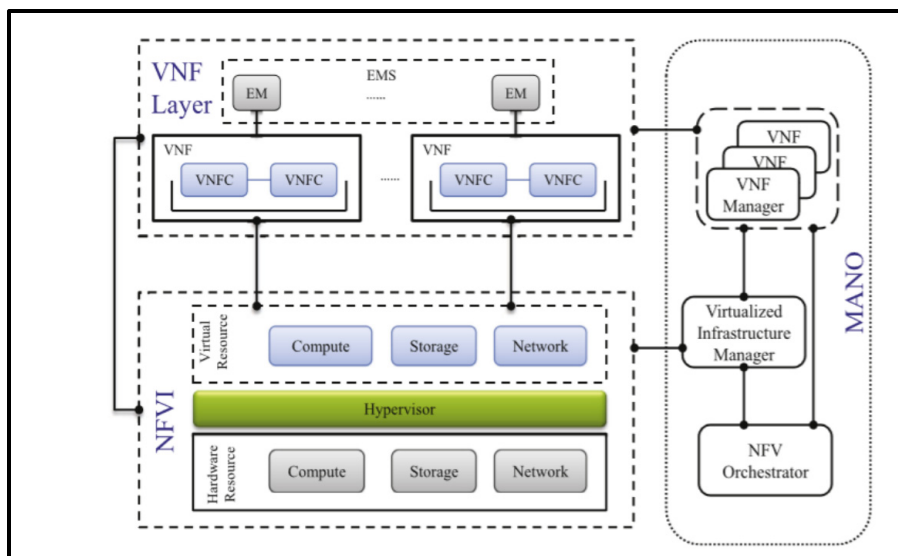 VNF
Layer
EMS
EM
......
EM
VNF
VNFC
VNFC
......
VNF
VNFC
VNFC
NFVI
Virtual
Resource
Compute
Storage
Network
Hypervisor
Hardware
Resource
Compute
Storage
Network
MANO
VNF
VNF
VNF
Manager
Virtualized
Infrastructure
Manager
NFV
Orchestrator